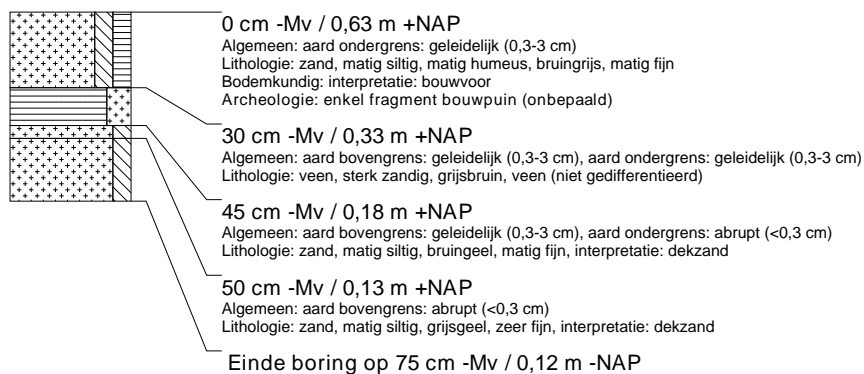 0 cm -Mv / 0,63 m +NAP
Algemeen: aard ondergrens: geleidelijk (0,3-3 cm)
Lithologie: zand, matig siltig, matig humeus, bruingrijs, matig fijn
Bodemkundig: interpretatie: bouwvoor
Archeologie: enkel fragment bouwpuin (onbepaald)
30 cm -Mv / 0,33 m +NAP
Algemeen: aard bovengrens: geleidelijk (0,3-3 cm), aard ondergrens: geleidelijk (0,3-3 cm)
Lithologie: veen, sterk zandig, grijsbruin, veen (niet gedifferentieerd)
45 cm -Mv / 0,18 m +NAP
Algemeen: aard bovengrens: geleidelijk (0,3-3 cm), aard ondergrens: abrupt (<0,3 cm)
Lithologie: zand, matig siltig, bruingeel, matig fijn, interpretatie: dekzand
50 cm -Mv / 0,13 m +NAP
Algemeen: aard bovengrens: abrupt (<0,3 cm)
Lithologie: zand, matig siltig, grijsgeel, zeer fijn, interpretatie: dekzand
Einde boring op 75 cm -Mv / 0,12 m -NAP